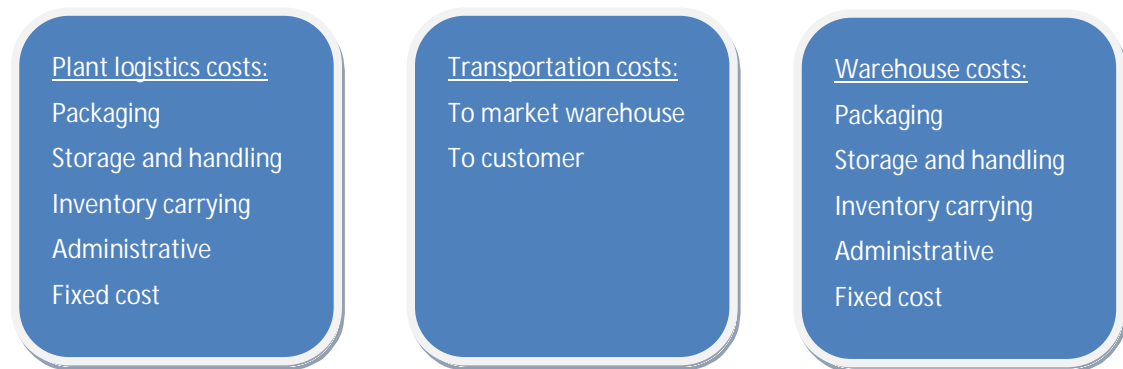 Plant logistics costs:
Packaging
Storage and handling
Inventory carrying
Administrative
Fixed cost
Transportation costs:
To market warehouse
To customer
Warehouse costs:
Packaging
Storage and handling
Inventory carrying
Administrative
Fixed cost